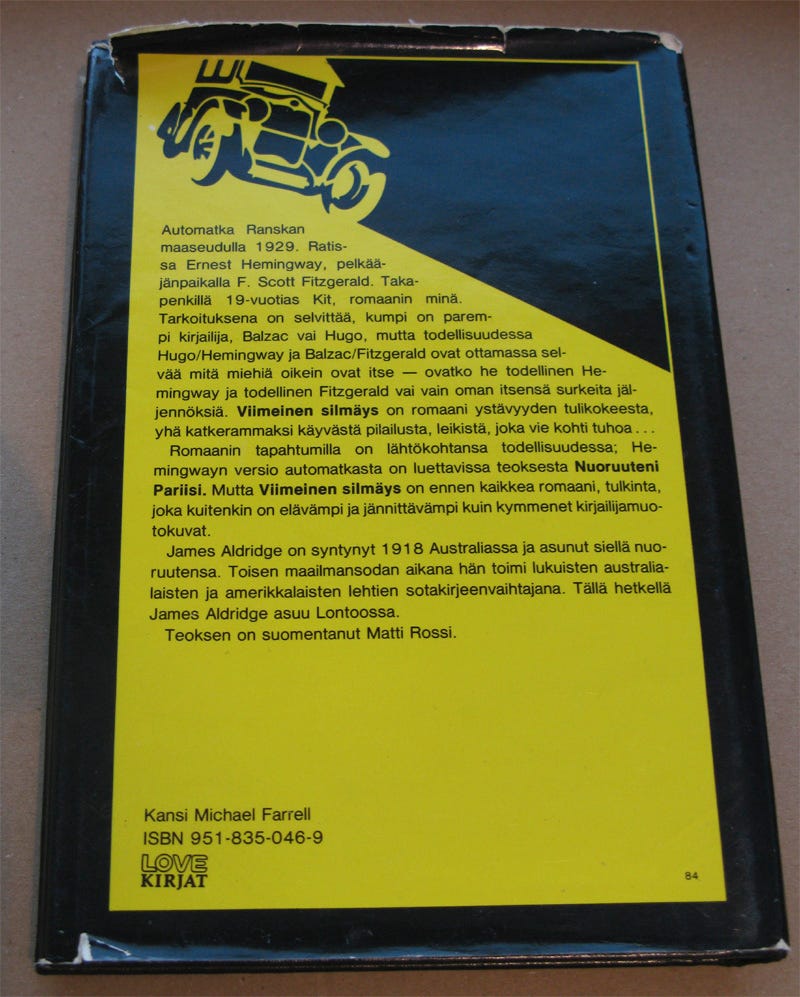 Automatka Ranskan
maaseudulla 1929. Ratis-
sa Ernest Hemingway, pelkää-
jänpaikalla F. Scott Fitzgerald. Taka-
penkillä 19-vuotias Kit, romaanin minä.
Tarkoituksena on selvittää, kumpi on parem-
pi kirjailija, Balzac vai Hugo, mutta todellisuudessa
Hugo/Hemingway ja Balzac/Fitzgerald ovat ottamassa sel-
vää mitä miehiä oikein ovat itse — ovatko he todellinen He-
mingway ja todellinen Fitzgerald vai vain oman itsensä surkeita jäl-
jennöksiä. Viimeinen silmäys on romaani ystävyyden tulikokeesta,
yhä katkerammaksi käyvästä pilailusta, leikistä, joka vie kohti tuhoa ...
Romaanin tapahtumilla on lähtökohtansa todellisuudessa; He-
mingwayn versio automatkasta on luettavissa teoksesta Nuoruuteni
Pariisi. Mutta Viimeinen silmäys on ennen kaikkea romaani, tulkinta,
joka kuitenkin on elävämpi ja jännittävämpi kuin kymmenet kirjailijamuo-
tokuvat.
James Aldridge on syntynyt 1918 Australiassa ja asunut siellä nuo-
ruutensa. Toisen maailmansodan aikana hän toimi lukuisten australia-
laisten ja amerikkalaisten lehtien sotakirjeenvaihtajana. Tällä hetkellä
James Aldridge asuu Lontoossa.
Teoksen on suomentanut Matti Rossi.
Kansi Michael Farrell
ISBN 951-835-046-9
LOVE
KIRJAT
84